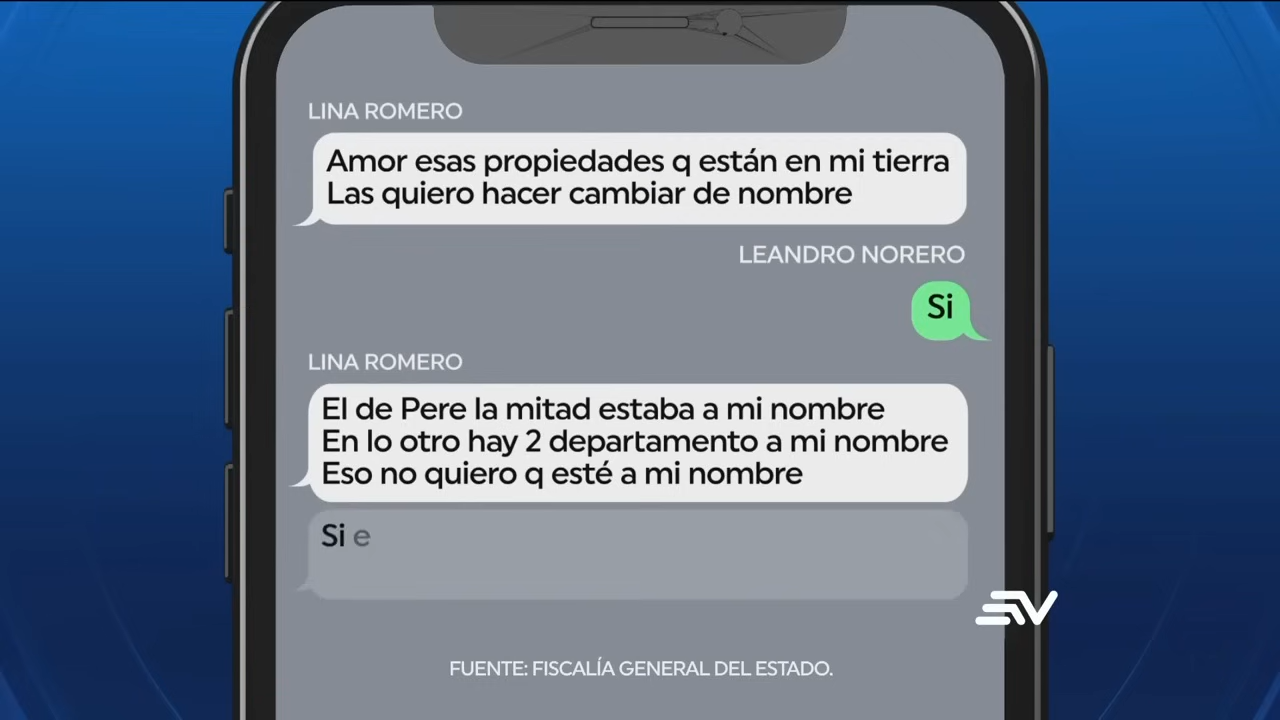 LINA ROMERO
Amor esas propiedades q están en mi tierra
Las quiero hacer cambiar de nombre
LEANDRO NORERO
Si
LINA ROMERO
El de Pere la mitad estaba a mi nombre
En lo otro hay 2 departamento a mi nombre
Eso no quiero q esté a mi nombre
Si e
FUENTE: FISCALÍA GENERAL DEL ESTADO.